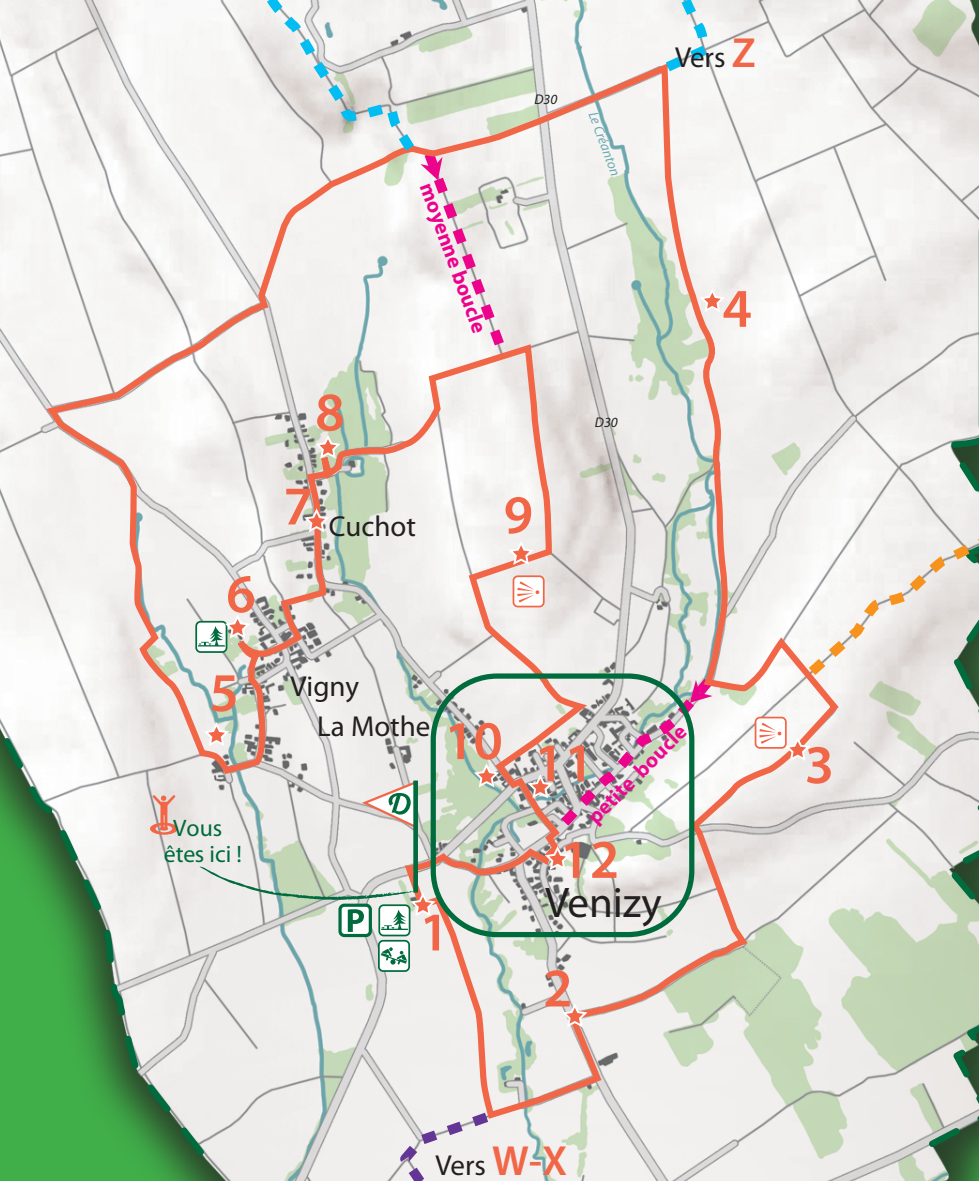 Vers Z
D30
Le Créanton
moyenne boucle
4
8
D30
7
Cuchot
9
6
Vigny
5
La Mothe
10
11
petite boucle
3
D
Vous
êtes ici !
12
Venizy
P
1
2
Vers W-X